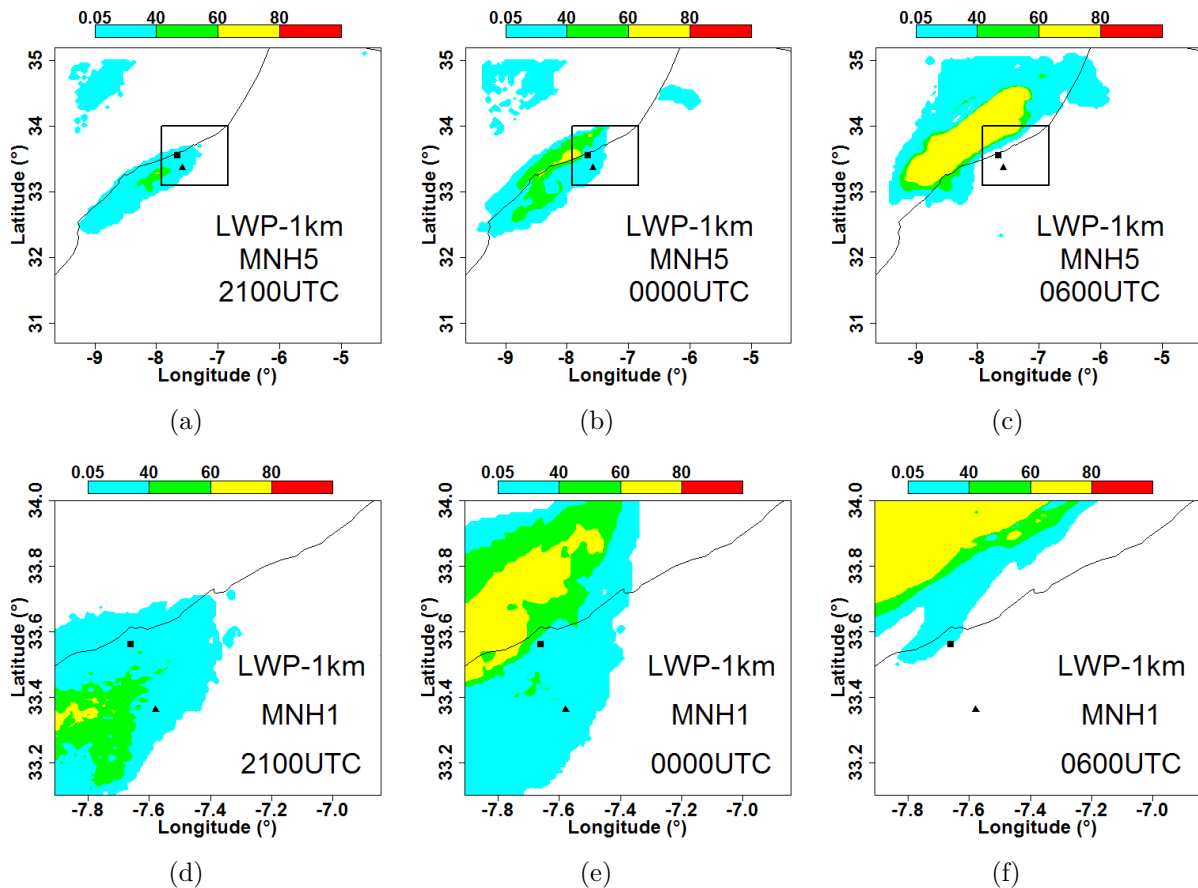 0.05 40 60 80
0.05 40 60 80
0.05 40 60 80
35
34
33
32
31
Latitude (°)
LWP-1km
MNH5
2100UTC
-9 -8 -7 -6 -5
Longitude (°)
(a)
35
34
33
32
31
Latitude (°)
LWP-1km
MNH5
0000UTC
-9 -8 -7 -6 -5
Longitude (°)
(b)
35
34
33
32
31
Latitude (°)
LWP-1km
MNH5
0600UTC
-9 -8 -7 -6 -5
Longitude (°)
(c)
0.05 40 60 80
0.05 40 60 80
0.05 40 60 80
34.0
33.8
33.6
33.4
33.2
Latitude (°)
LWP-1km
MNH1
2100UTC
-7.8 -7.6 -7.4 -7.2 -7.0
Longitude (°)
(d)
34.0
33.8
33.6
33.4
33.2
Latitude (°)
LWP-1km
MNH1
0000UTC
-7.8 -7.6 -7.4 -7.2 -7.0
Longitude (°)
(e)
34.0
33.8
33.6
33.4
33.2
Latitude (°)
LWP-1km
MNH1
0600UTC
-7.8 -7.6 -7.4 -7.2 -7.0
Longitude (°)
(f)